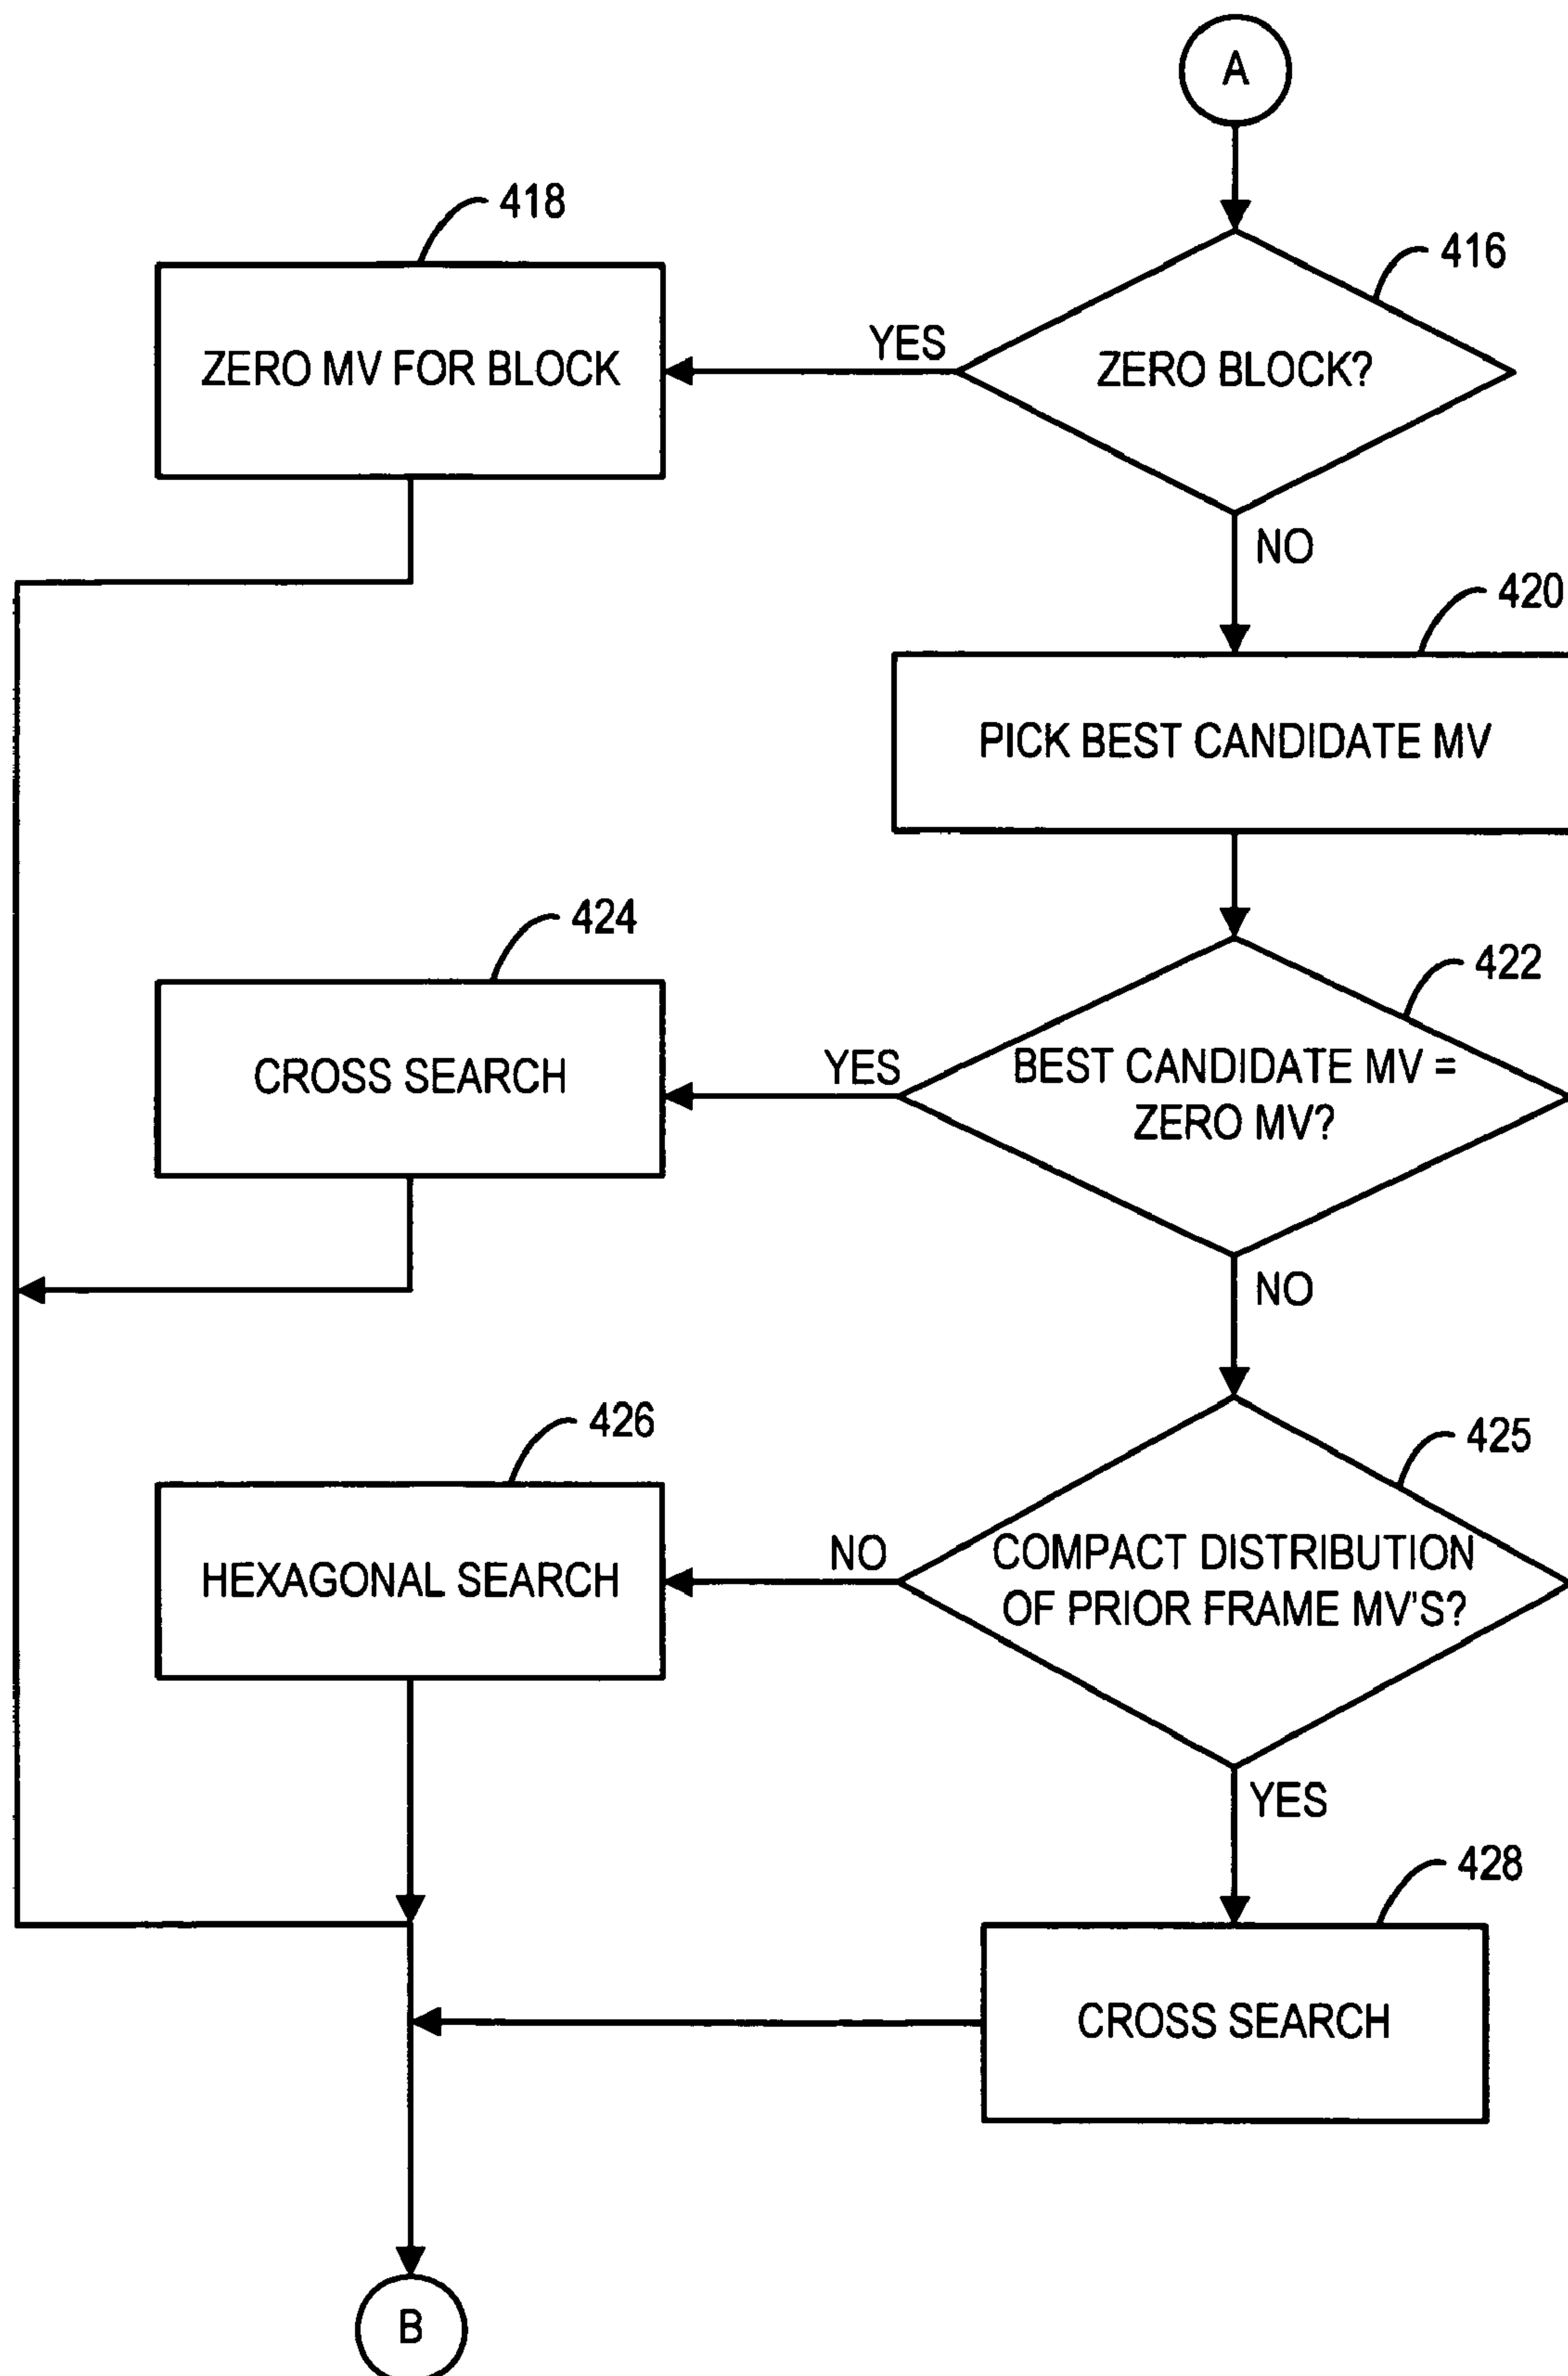 A
418
416
YES
ZERO MV FOR BLOCK
ZERO BLOCK?
NO
420
PICK BEST CANDIDATE MV
424
422
YES
CROSS SEARCH
BEST CANDIDATE MV =
ZERO MV?
NO
426
425
NO
HEXAGONAL SEARCH
COMPACT DISTRIBUTION
OF PRIOR FRAME MV'S?
YES
428
CROSS SEARCH
B